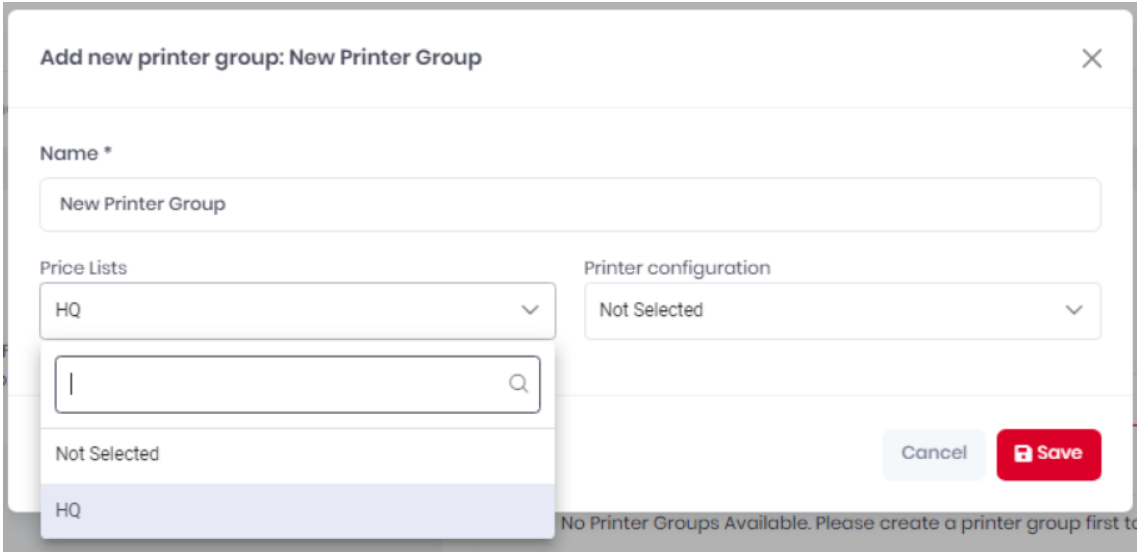 Add new printer group: New Printer Group
Name *
New Printer Group
Price Lists
Printer configuration
HQ
Not Selected
Not Selected
HQ
Cancel
Save
No Printer Groups Available. Please create a printer group first to